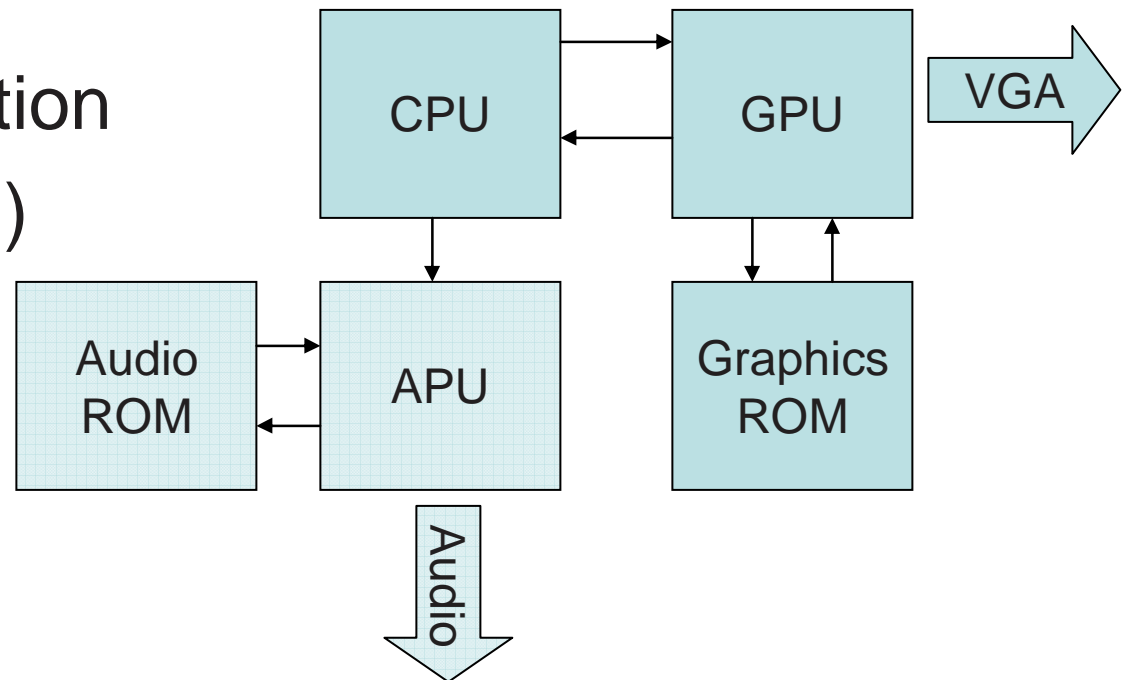 tion
)
CPU
GPU
VGA
Audio
ROM
APU
Graphics
ROM
Audio